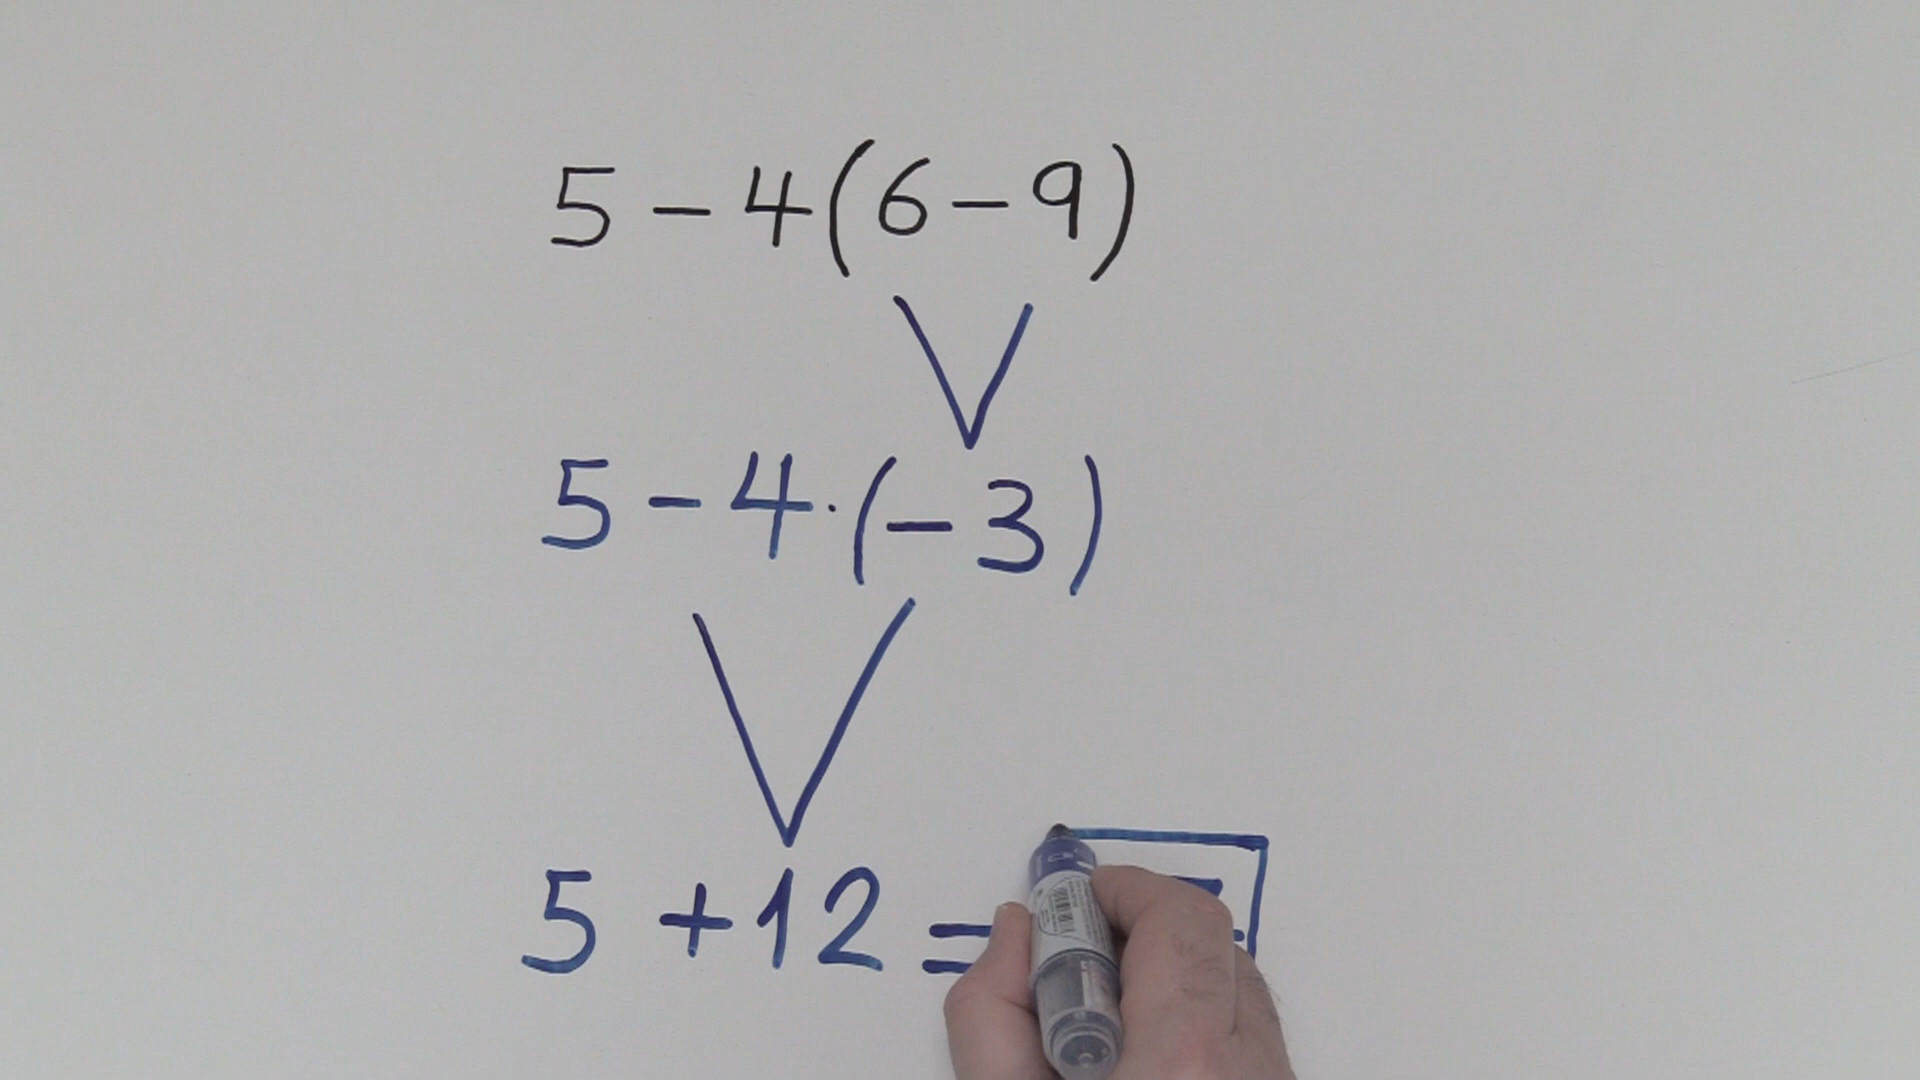 5 - 4(6 - 9)
5 - 4·(-3)
5 + 12 =